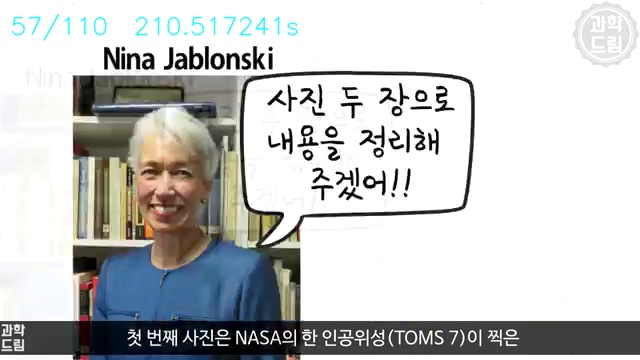 57/110 210.517241s
과학
드림
Nina Jablonski
사진 두 장으로
내용을 정리해
주겠어!!
과학
드림
첫 번째 사진은 NASA의 한 인공위성(TOMS 7)이 찍은